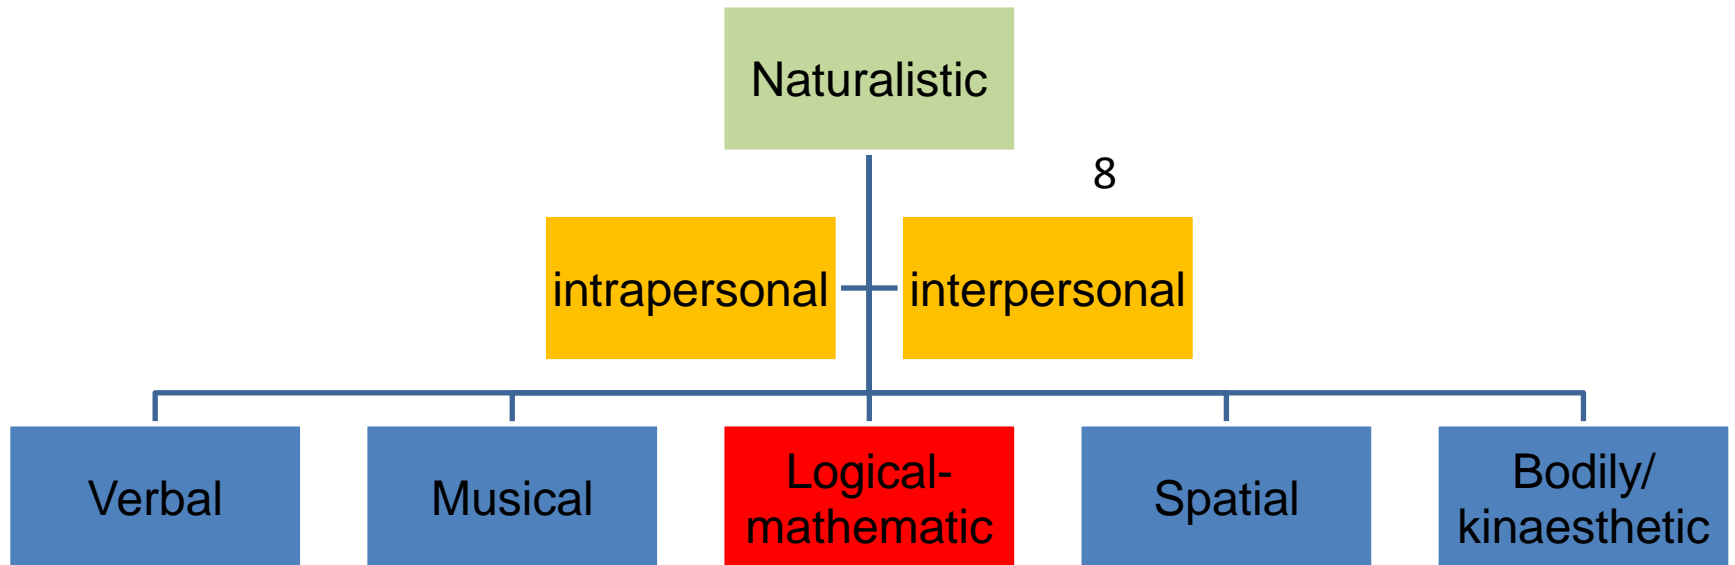 Naturalistic
8
intrapersonal
interpersonal
Verbal
Musical
Logical-
mathematic
Spatial
Bodily/
kinaesthetic